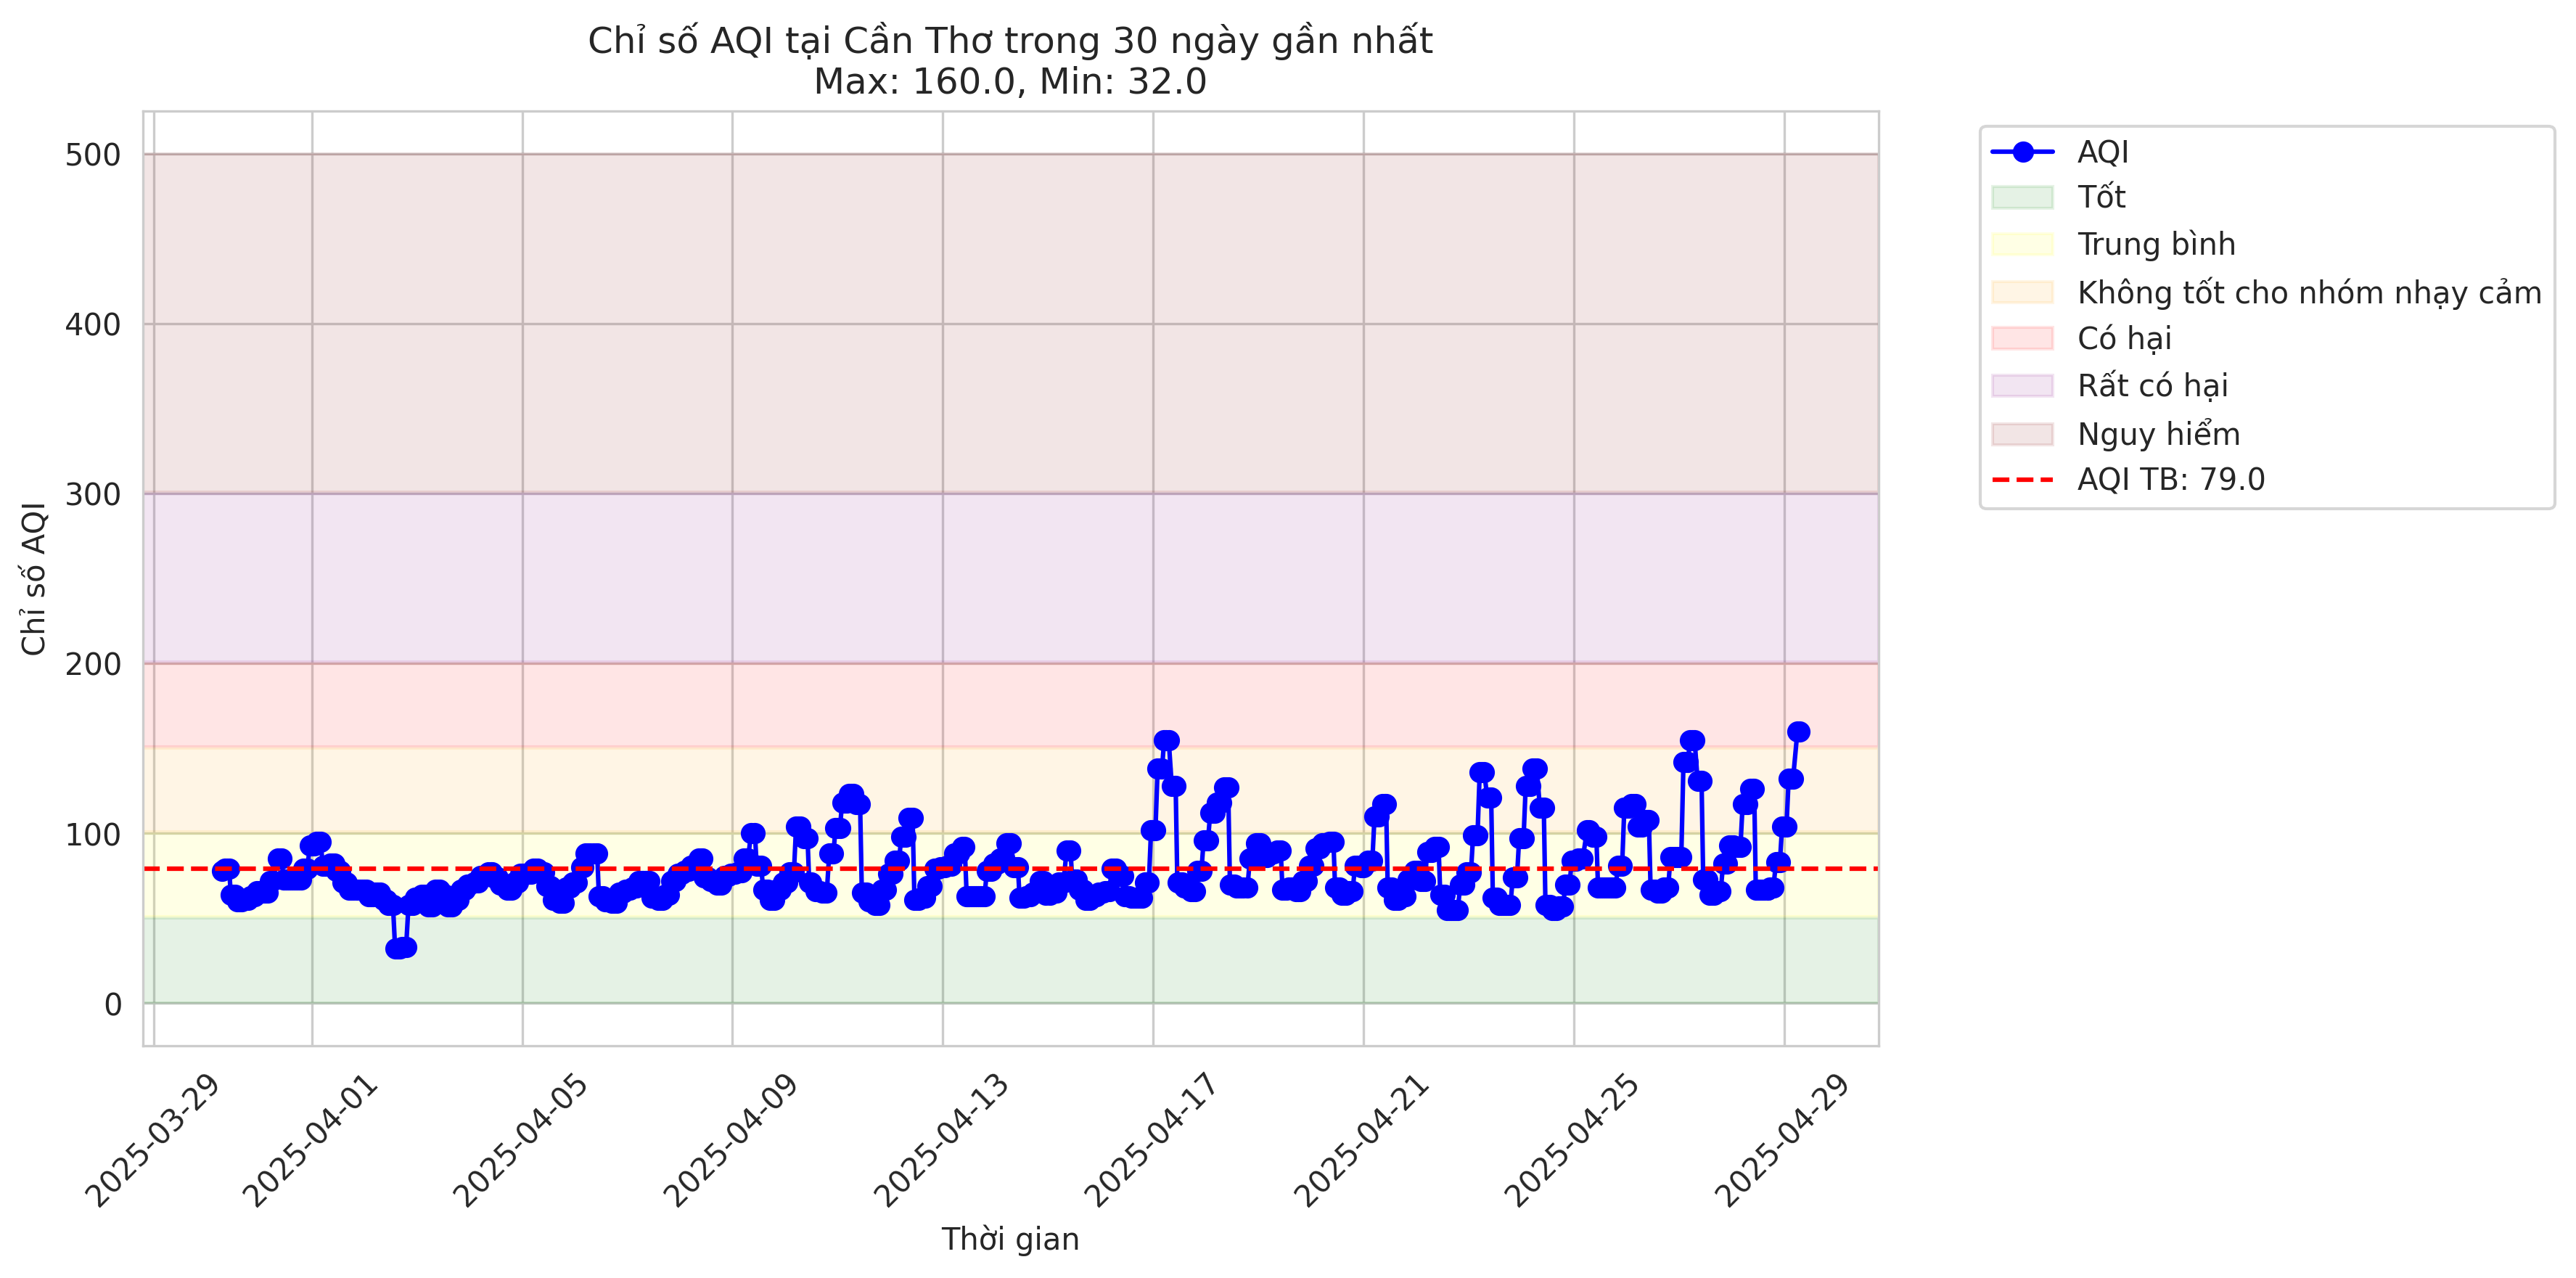 Chỉ số AQI tại Cần Thơ trong 30 ngày gần nhất
Max: 160.0, Min: 32.0
Chỉ số AQI
500
400
300
200
100
0
2025-03-29
2025-04-01
2025-04-05
2025-04-09
2025-04-13
2025-04-17
2025-04-21
2025-04-25
2025-04-29
Thời gian
AQI
Tốt
Trung bình
Không tốt cho nhóm nhạy cảm
Có hại
Rất có hại
Nguy hiểm
AQI TB: 79.0